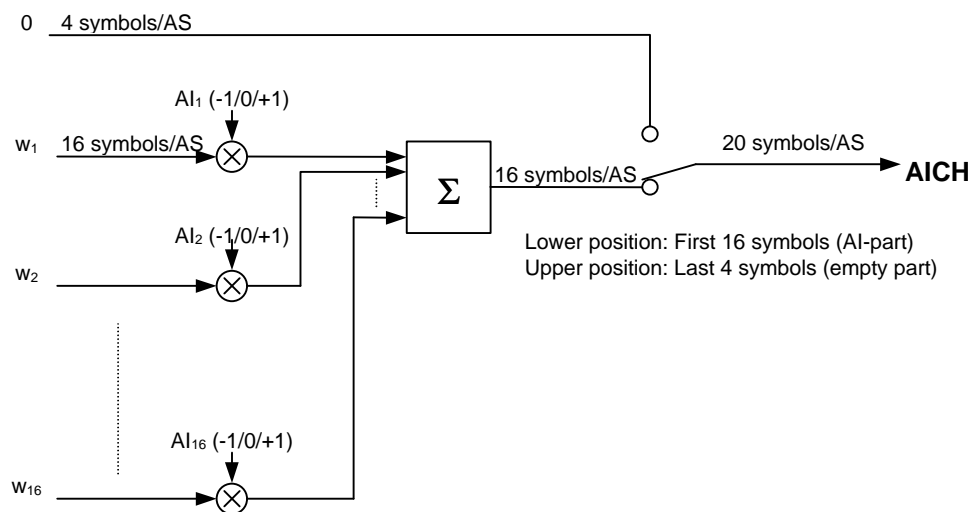 0 4 symbols/AS
AI₁ (-1/0/+1)
w₁ 16 symbols/AS
20 symbols/AS
AICH
Σ
16 symbols/AS
AI₂ (-1/0/+1)
w₂
Lower position: First 16 symbols (AI-part)
Upper position: Last 4 symbols (empty part)
AI₁₆ (-1/0/+1)
w₁₆